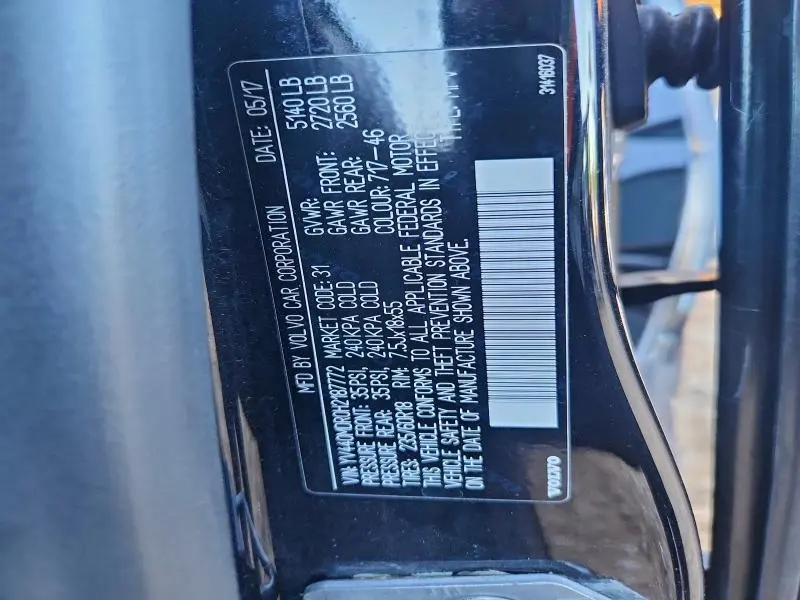 MFD BY VOLVO CAR CORPORATION DATE: 05/17
VIN: YV440MDR0H2187772 MARKET CODE: 31 GVWR: 5140 LB
PRESSURE FRONT: 35PSI, 240KPA COLD GAWR FRONT: 2720 LB
PRESSURE REAR: 35PSI, 240KPA COLD GAWR REAR: 2560 LB
TIRES: 235/60R18 RIM: 7.5Jx18x55 COLOUR: 717-46
THIS VEHICLE CONFORMS TO ALL APPLICABLE FEDERAL MOTOR
VEHICLE SAFETY AND THEFT PREVENTION STANDARDS IN EFFECT
ON THE DATE OF MANUFACTURE SHOWN ABOVE.
VOLVO
31416037